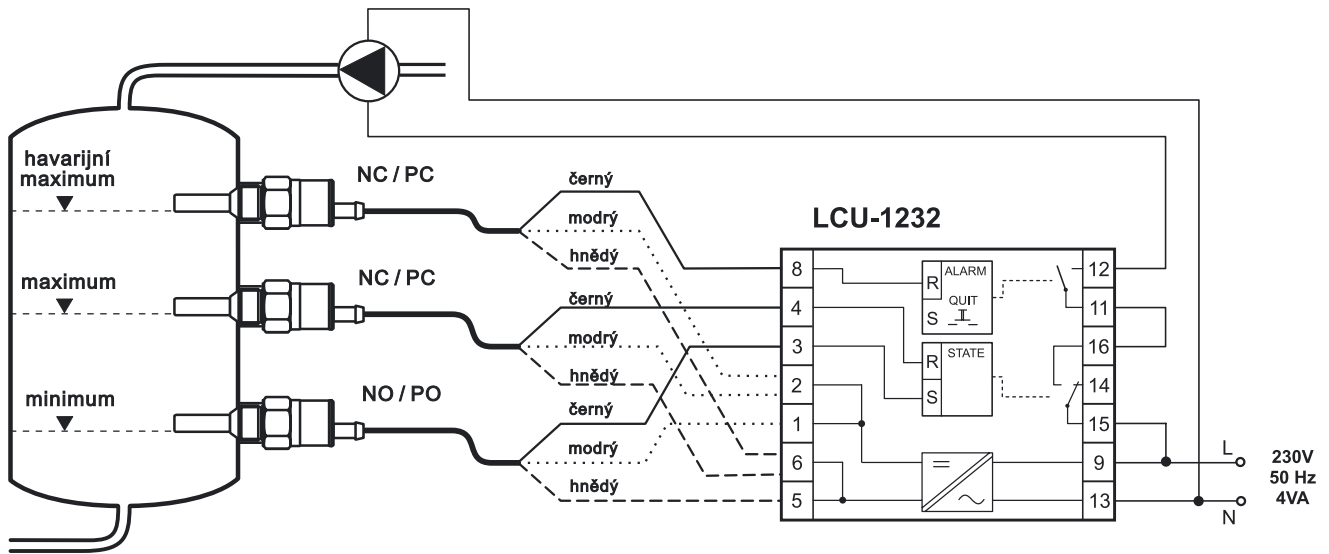 havarijní
maximum
NC / PC
černý
modrý
hnědý
maximum
NC / PC
černý
modrý
hnědý
minimum
NO / PO
černý
modrý
hnědý
LCU-1232
8
4
3
2
1
6
5
R
ALARM
QUIT
S
R
STATE
S
12
11
16
14
15
9
13
L
N
230V
50 Hz
4VA